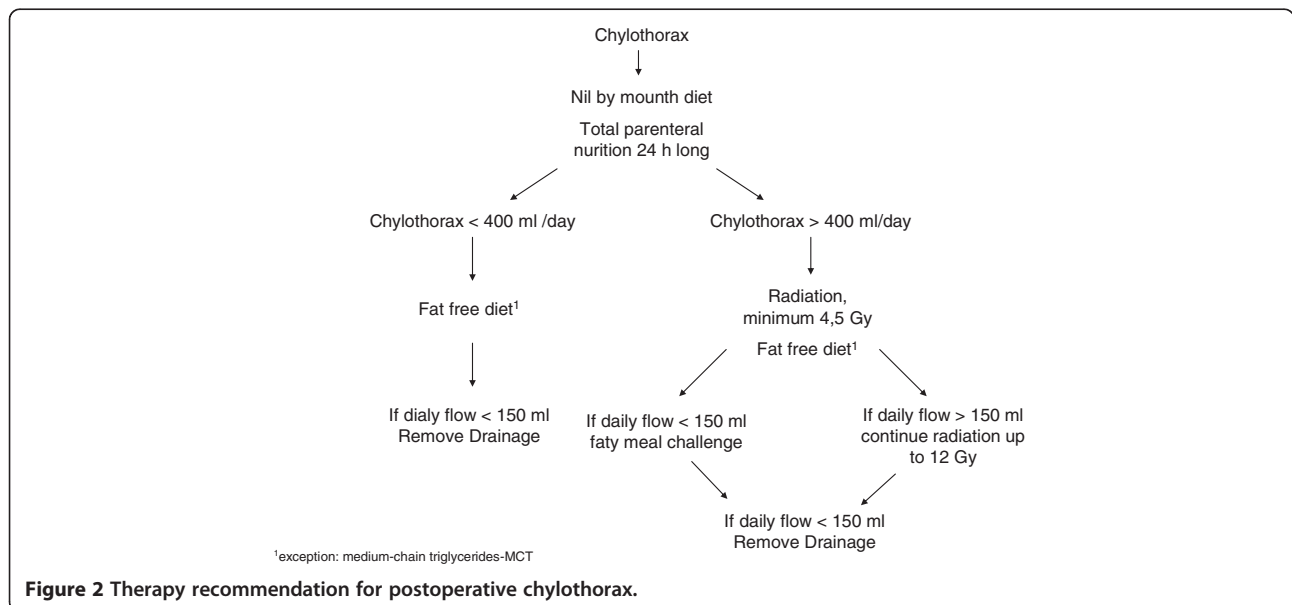 Chylothorax
Nil by mounth diet
Total parenteral
nurition 24 h long
Chylothorax < 400 ml /day
Chylothorax > 400 ml/day
Fat free diet1
Radiation,
minimum 4,5 Gy
Fat free diet1
If dialy flow < 150 ml
Remove Drainage
If daily flow < 150 ml
faty meal challenge
If daily flow > 150 ml
continue radiation up
to 12 Gy
If daily flow < 150 ml
Remove Drainage
1exception: medium-chain triglycerides-MCT
Figure 2 Therapy recommendation for postoperative chylothorax.